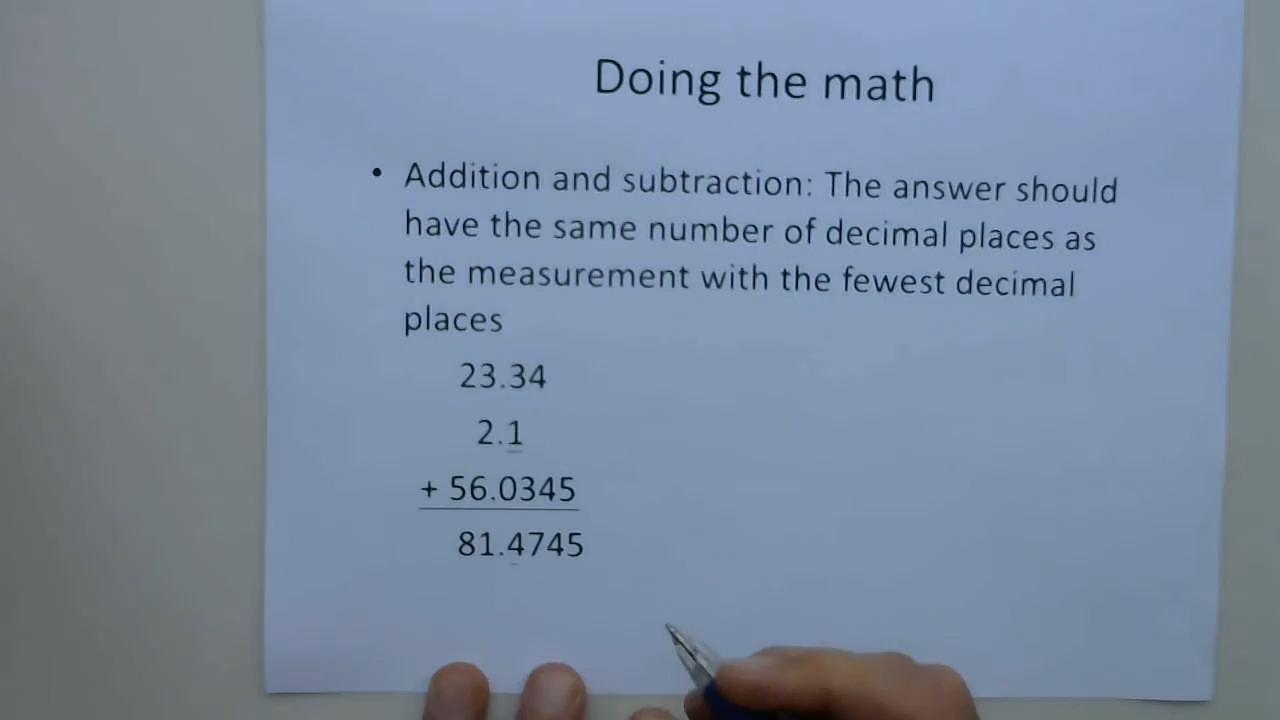 Doing the math
• Addition and subtraction: The answer should
have the same number of decimal places as
the measurement with the fewest decimal
places
23.34
2.1
+ 56.0345
81.4745